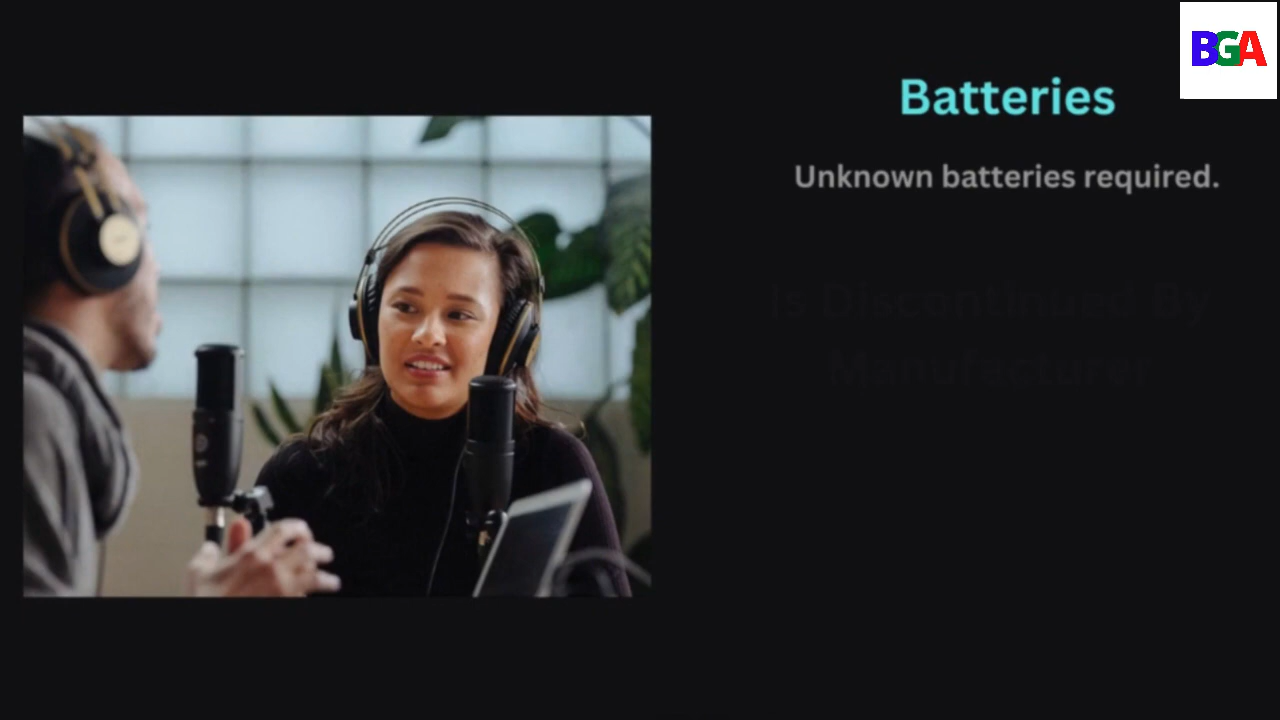 BGA
Batteries
Unknown batteries required.
Is Discontinued By
Manufacturer